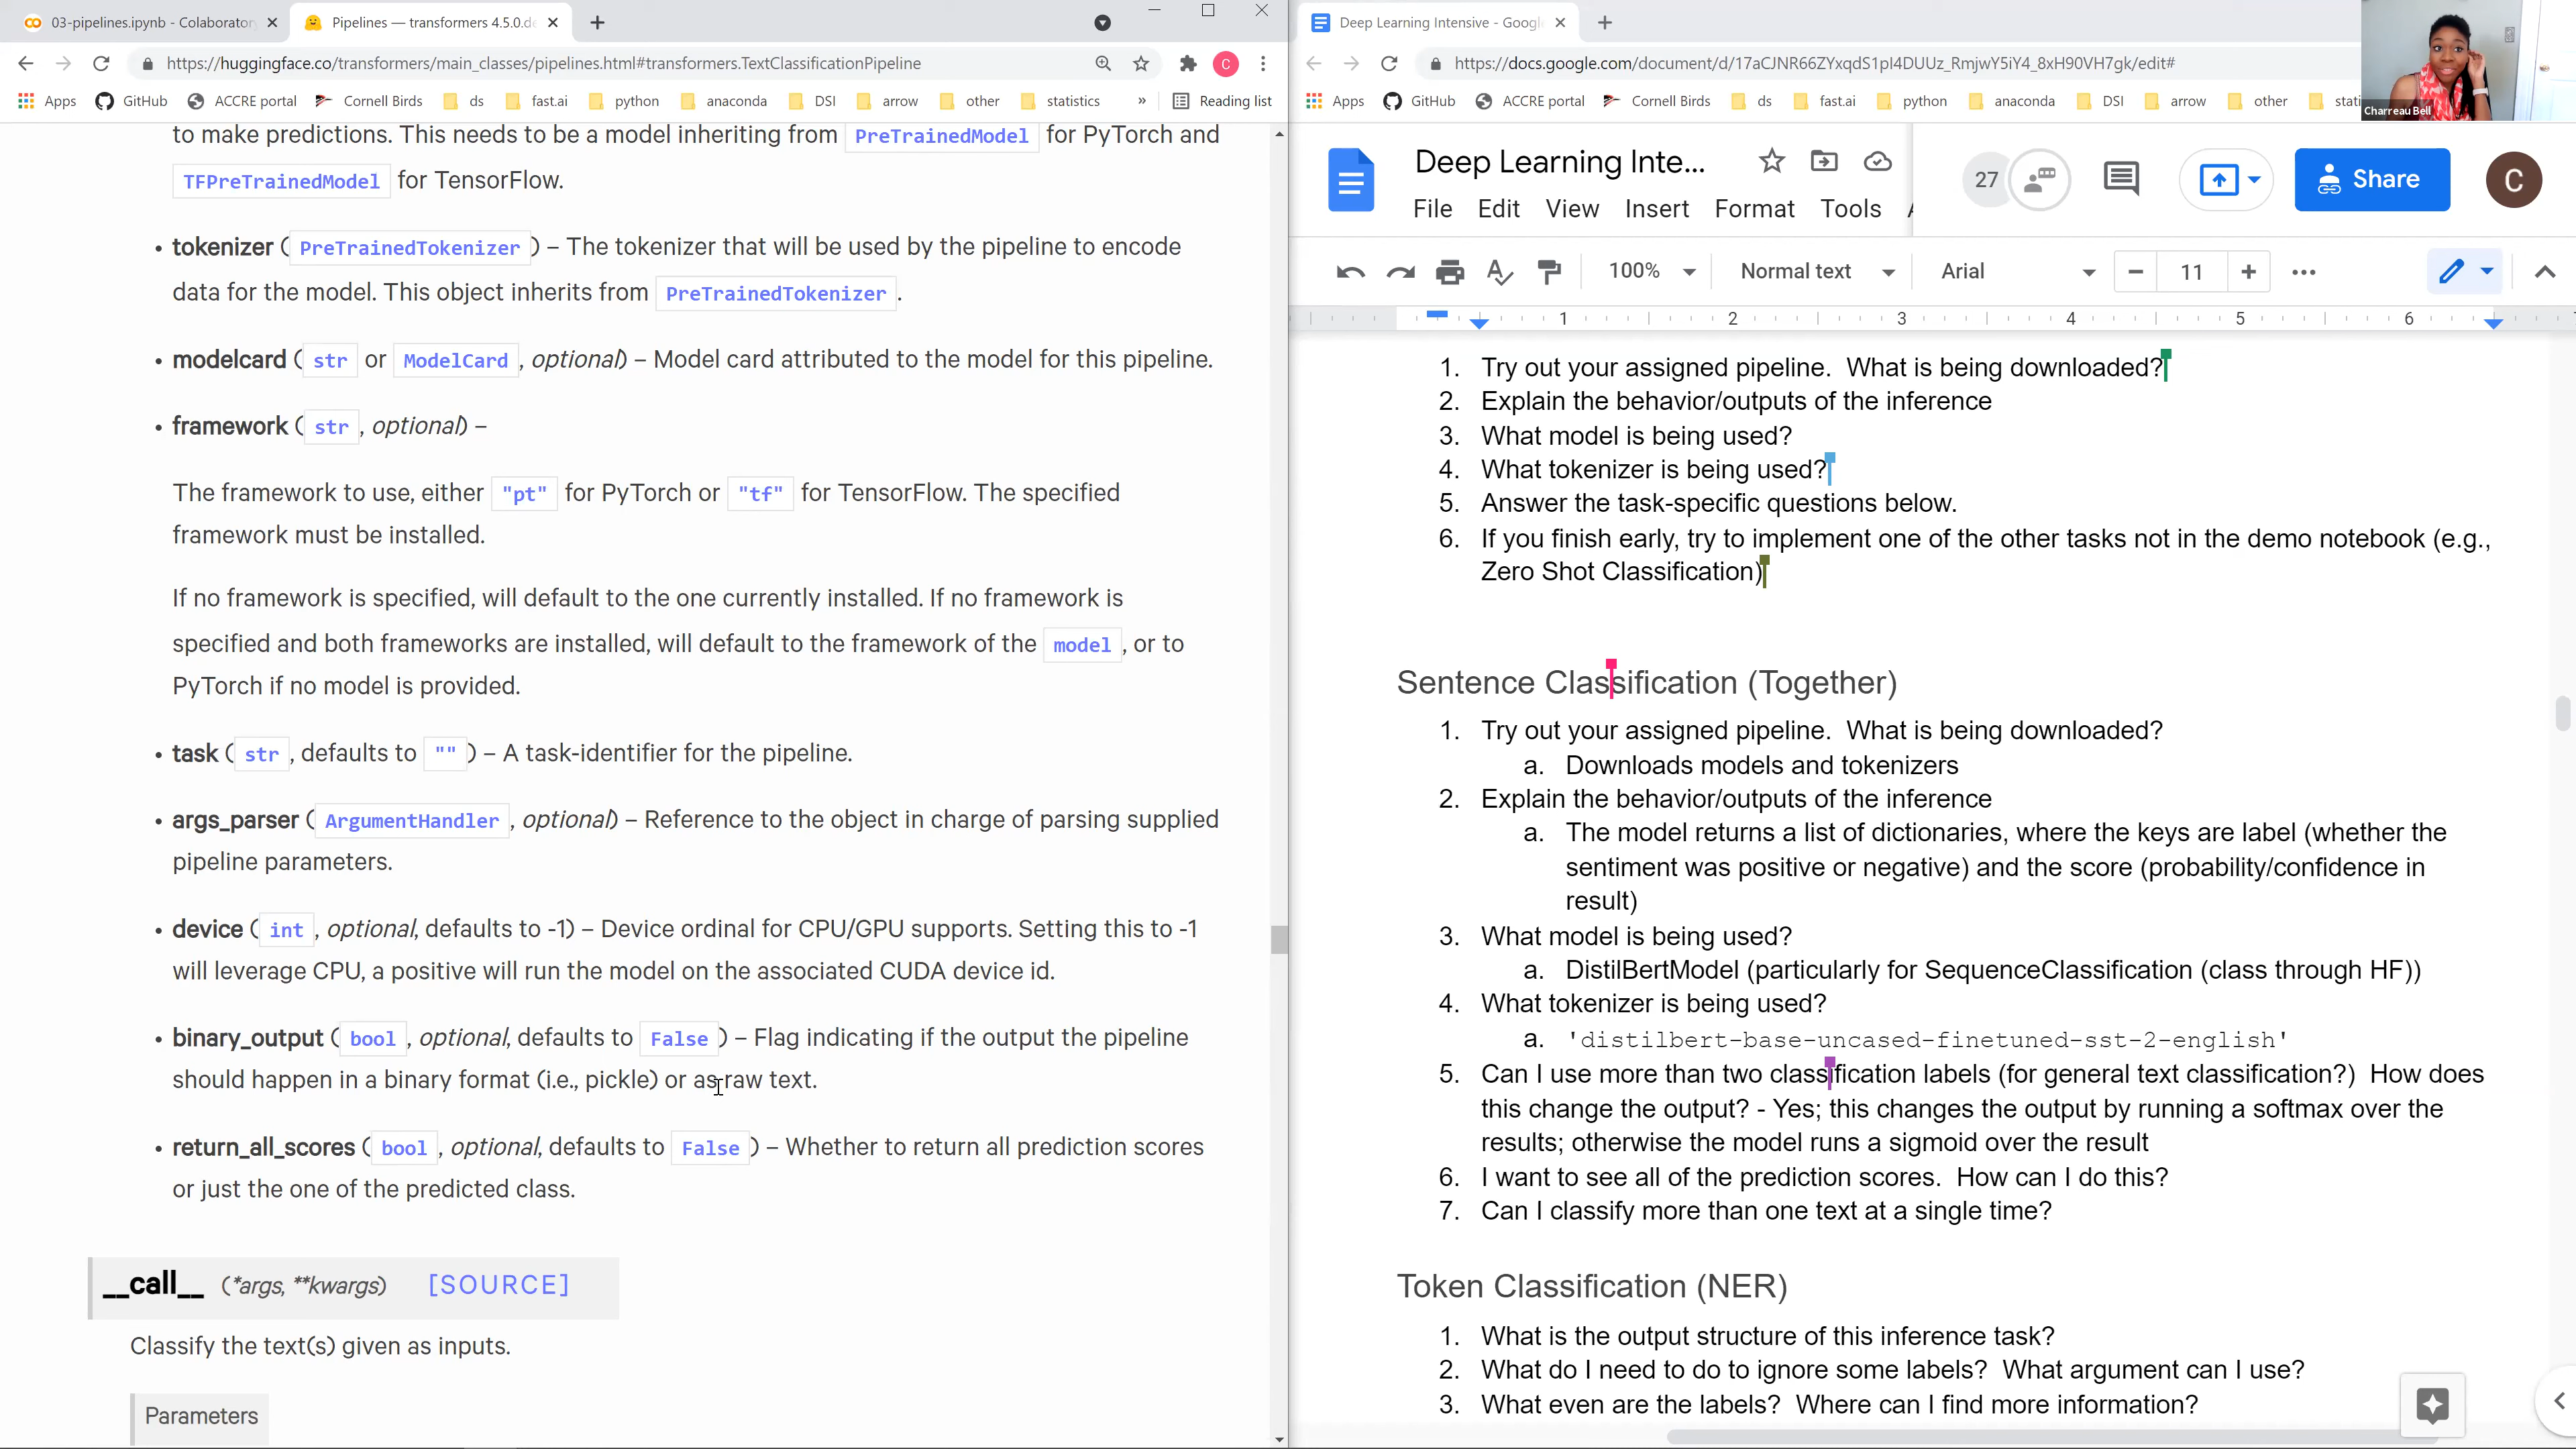 03-pipelines.ipynb - Colaboratory
Pipelines — transformers 4.5.0.de
https://huggingface.co/transformers/main_classes/pipelines.html#transformers.TextClassificationPipeline
C
Apps GitHub ACCRE portal Cornell Birds ds fast.ai python anaconda DSI arrow other statistics » Reading list
to make predictions. This needs to be a model inheriting from PreTrainedModel for PyTorch and
TFPreTrainedModel for TensorFlow.
• tokenizer (PreTrainedTokenizer) – The tokenizer that will be used by the pipeline to encode
data for the model. This object inherits from PreTrainedTokenizer.
• modelcard (str or ModelCard, optional) – Model card attributed to the model for this pipeline.
• framework (str, optional) –
The framework to use, either "pt" for PyTorch or "tf" for TensorFlow. The specified
framework must be installed.
If no framework is specified, will default to the one currently installed. If no framework is
specified and both frameworks are installed, will default to the framework of the model, or to
PyTorch if no model is provided.
• task (str, defaults to "") – A task-identifier for the pipeline.
• args_parser (ArgumentHandler, optional) – Reference to the object in charge of parsing supplied
pipeline parameters.
• device (int, optional, defaults to -1) – Device ordinal for CPU/GPU supports. Setting this to -1
will leverage CPU, a positive will run the model on the associated CUDA device id.
• binary_output (bool, optional, defaults to False) – Flag indicating if the output the pipeline
should happen in a binary format (i.e., pickle) or as raw text.
• return_all_scores (bool, optional, defaults to False) – Whether to return all prediction scores
or just the one of the predicted class.
__call__ (*args, **kwargs) [SOURCE]
Classify the text(s) given as inputs.
Parameters
Deep Learning Intensive - Google
https://docs.google.com/document/d/17aCJNR66ZYxqdS1pI4DUUz_RmjwY5iY4_8xH90VH7gk/edit#
Apps GitHub ACCRE portal Cornell Birds ds fast.ai python anaconda DSI arrow other stati
Charreau Bell
Deep Learning Inte...
27
Share
C
File Edit View Insert Format Tools
100% Normal text Arial 11
1 2 3 4 5 6
1. Try out your assigned pipeline. What is being downloaded?
2. Explain the behavior/outputs of the inference
3. What model is being used?
4. What tokenizer is being used?
5. Answer the task-specific questions below.
6. If you finish early, try to implement one of the other tasks not in the demo notebook (e.g.,
Zero Shot Classification)
Sentence Classification (Together)
1. Try out your assigned pipeline. What is being downloaded?
a. Downloads models and tokenizers
2. Explain the behavior/outputs of the inference
a. The model returns a list of dictionaries, where the keys are label (whether the
sentiment was positive or negative) and the score (probability/confidence in
result)
3. What model is being used?
a. DistilBertModel (particularly for SequenceClassification (class through HF))
4. What tokenizer is being used?
a. 'distilbert-base-uncased-finetuned-sst-2-english'
5. Can I use more than two classification labels (for general text classification?) How does
this change the output? - Yes; this changes the output by running a softmax over the
results; otherwise the model runs a sigmoid over the result
6. I want to see all of the prediction scores. How can I do this?
7. Can I classify more than one text at a single time?
Token Classification (NER)
1. What is the output structure of this inference task?
2. What do I need to do to ignore some labels? What argument can I use?
3. What even are the labels? Where can I find more information?